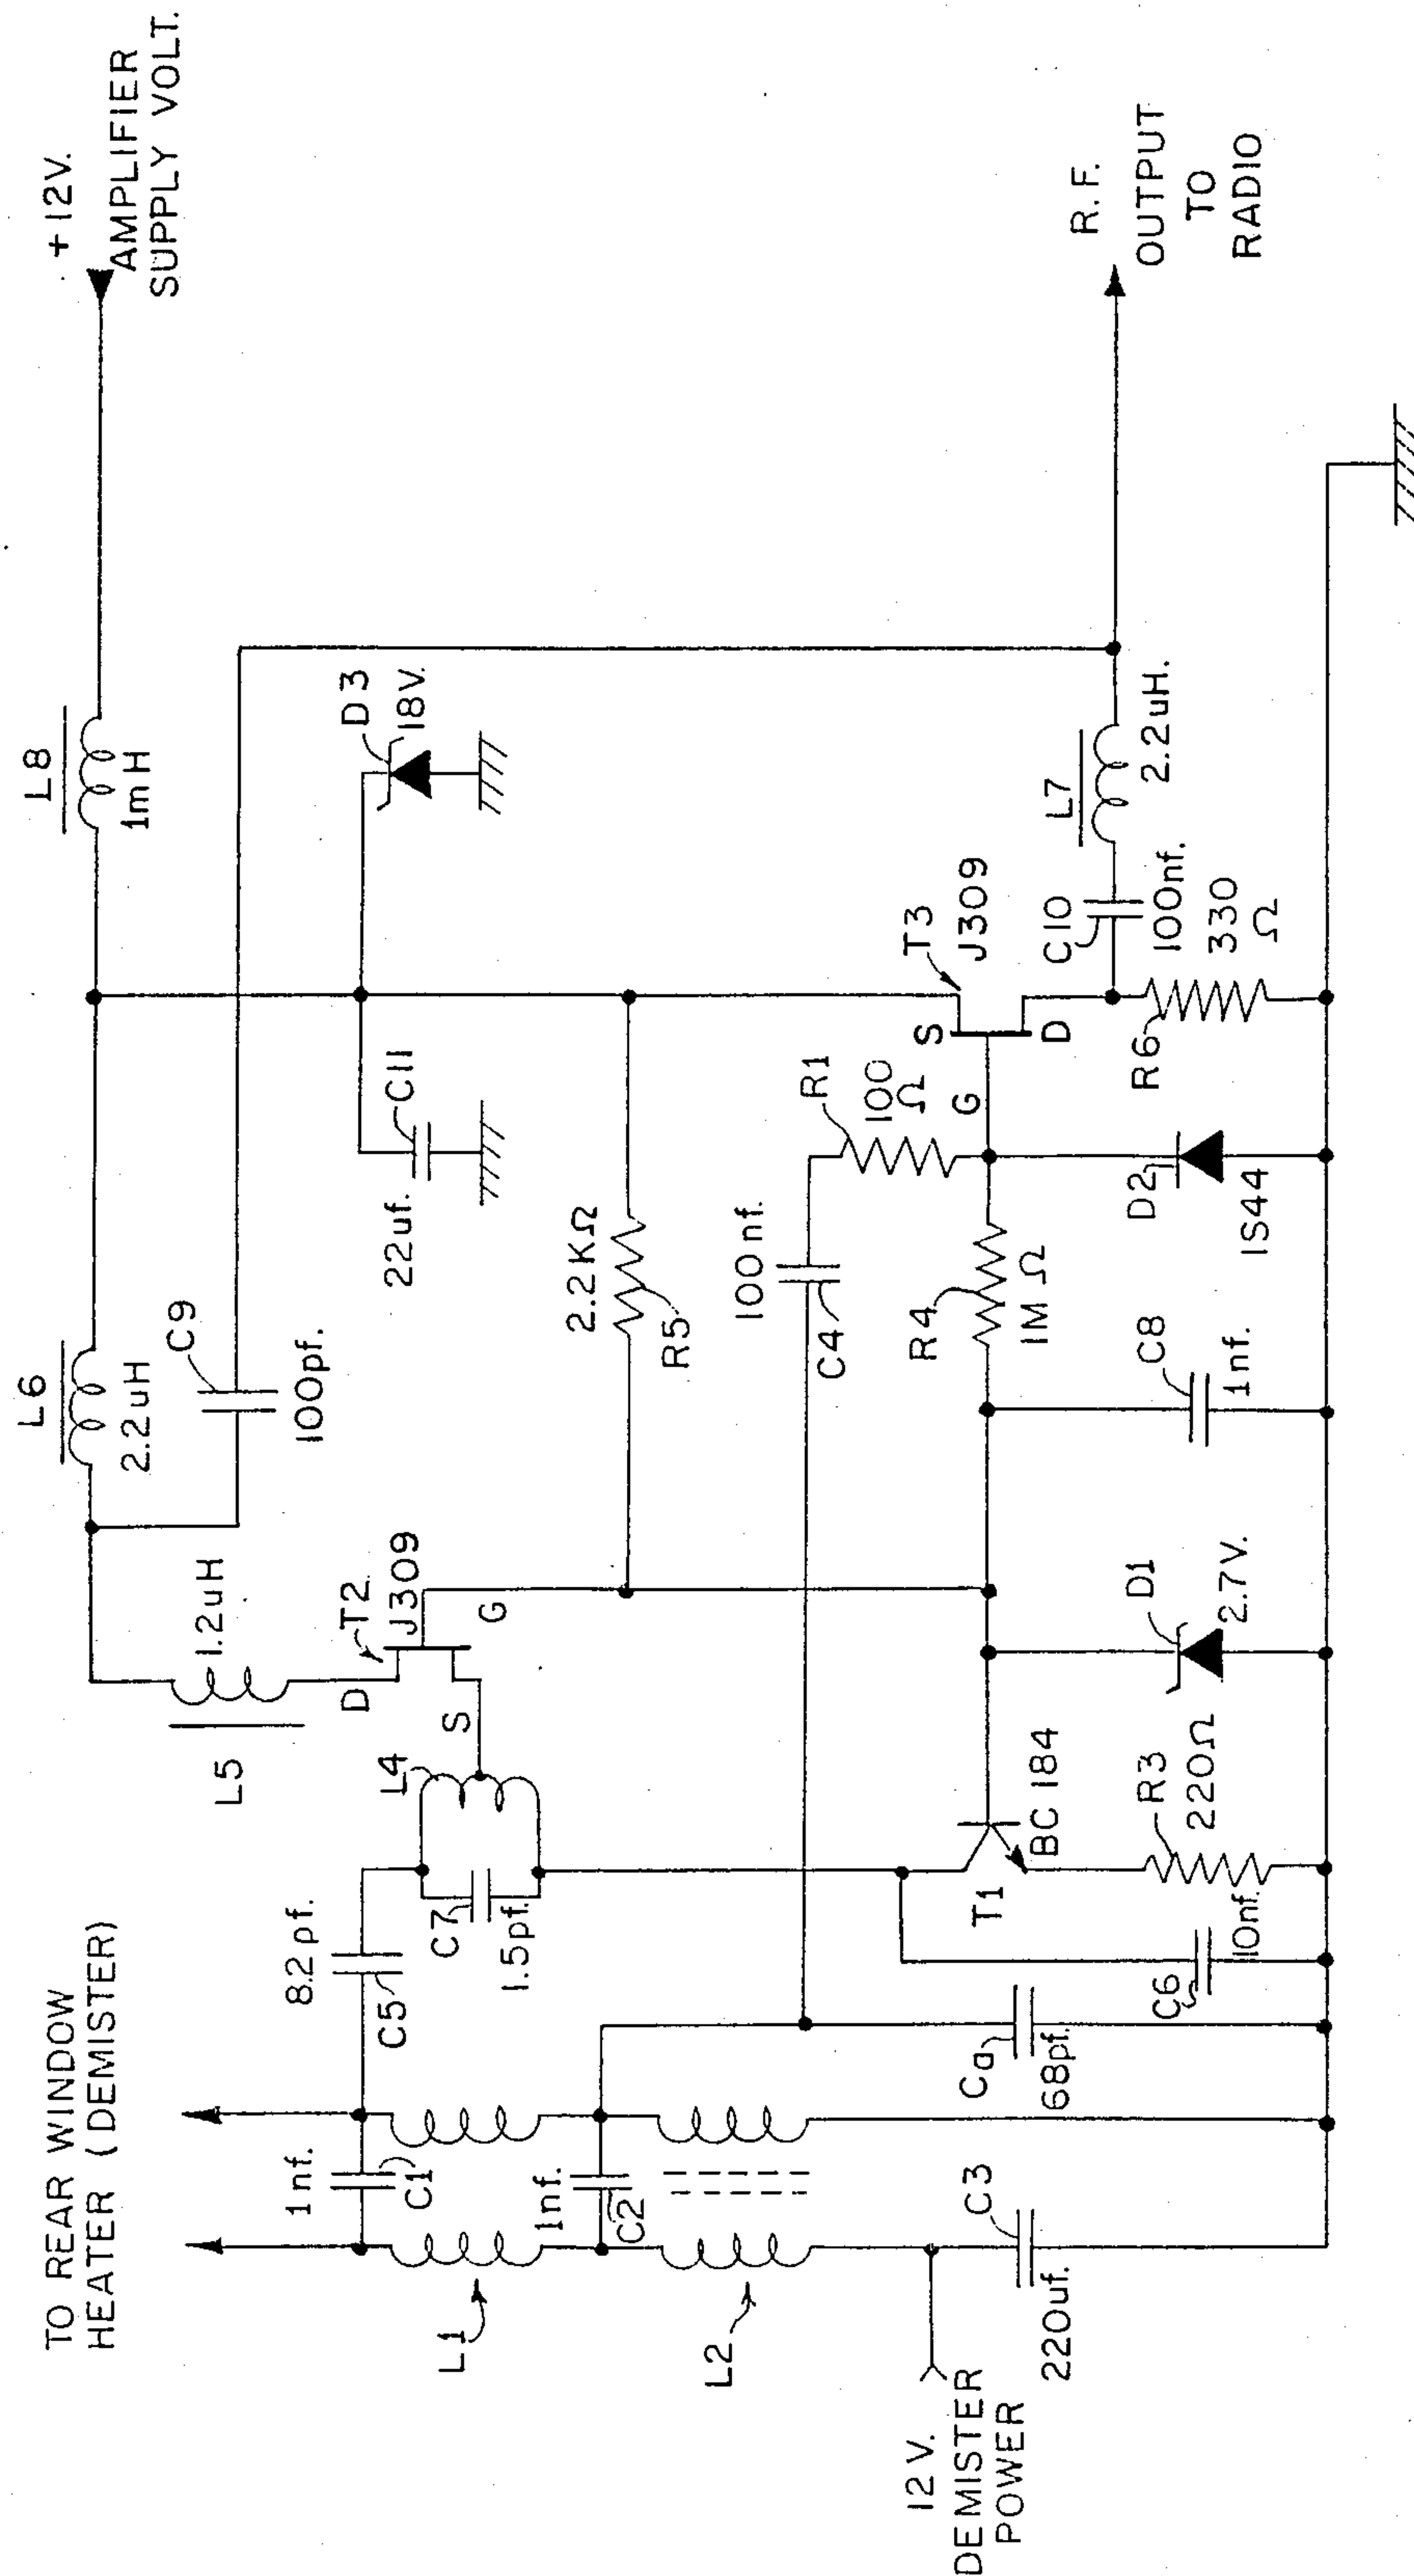 TO REAR WINDOW
HEATER (DEMISTER)
+12V.
AMPLIFIER
SUPPLY VOLT.
L8
1mH
L6
2.2uH
C9
100pf.
L5
1.2uH
D
T2
J309
G
S
L4
C7
1.5pf.
8.2pf.
C5
1nf.
C1
L1
1nf.
C2
L2
12V.
DEMISTER
POWER
C3
220uf.
Ca
68pf.
C6
10nf.
T1
BC 184
R3
220Ω
D1
2.7V.
C8
1nf.
R4
1MΩ
C4
100nf.
R1
100
Ω
2.2KΩ
R5
22uf.
C11
D3
18V.
T3
J309
S
G
D
D2
IS44
R6
330
Ω
C10
100nf.
L7
2.2uH.
R.F.
OUTPUT
TO
RADIO